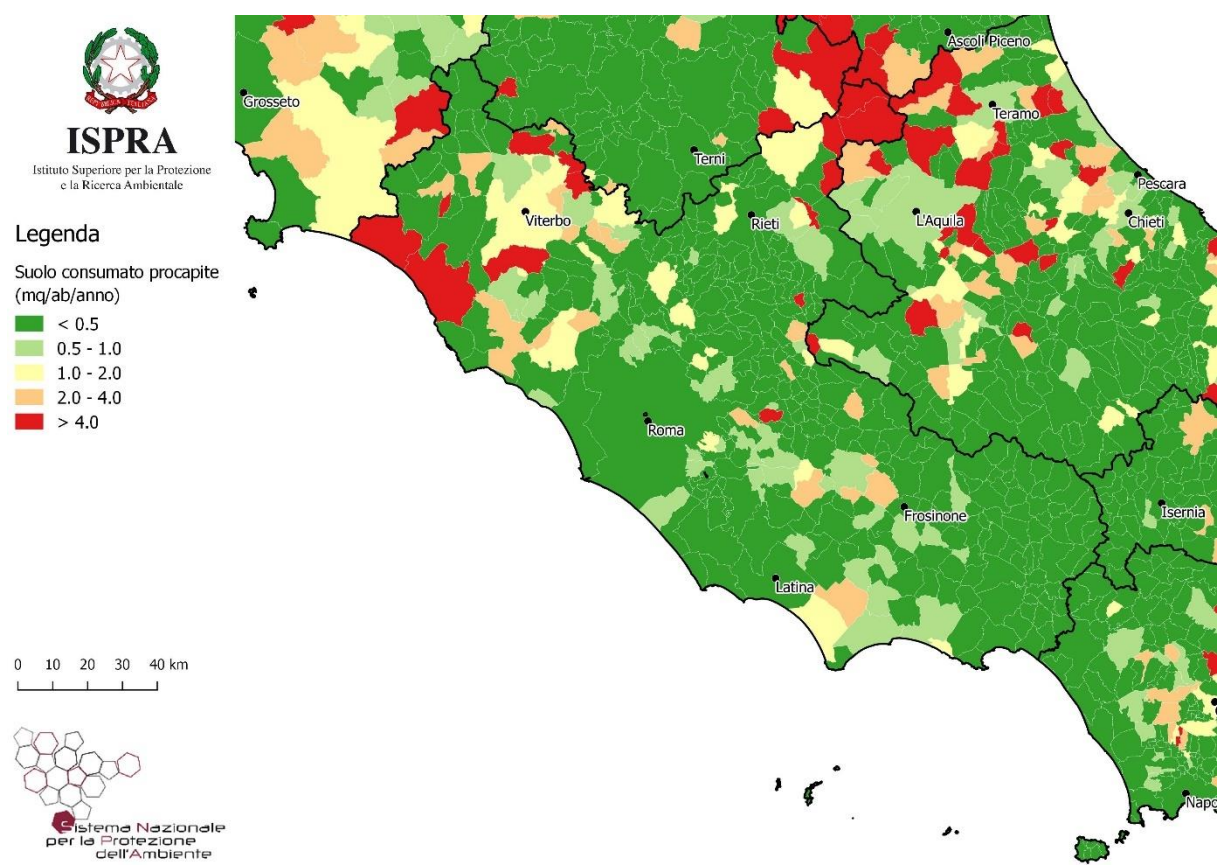 REPVBBLICA ITALIANA
ISPRA
Istituto Superiore per la Protezione
e la Ricerca Ambientale
Legenda
Suolo consumato procapite
(mq/ab/anno)
< 0.5
0.5 - 1.0
1.0 - 2.0
2.0 - 4.0
> 4.0
0 10 20 30 40 km
Sistema Nazionale
per la Protezione
dell'Ambiente
Ascoli Piceno
Grosseto
Teramo
Terni
Pescara
Viterbo
Rieti
L'Aquila
Chieti
Roma
Frosinone
Isernia
Latina
Napo